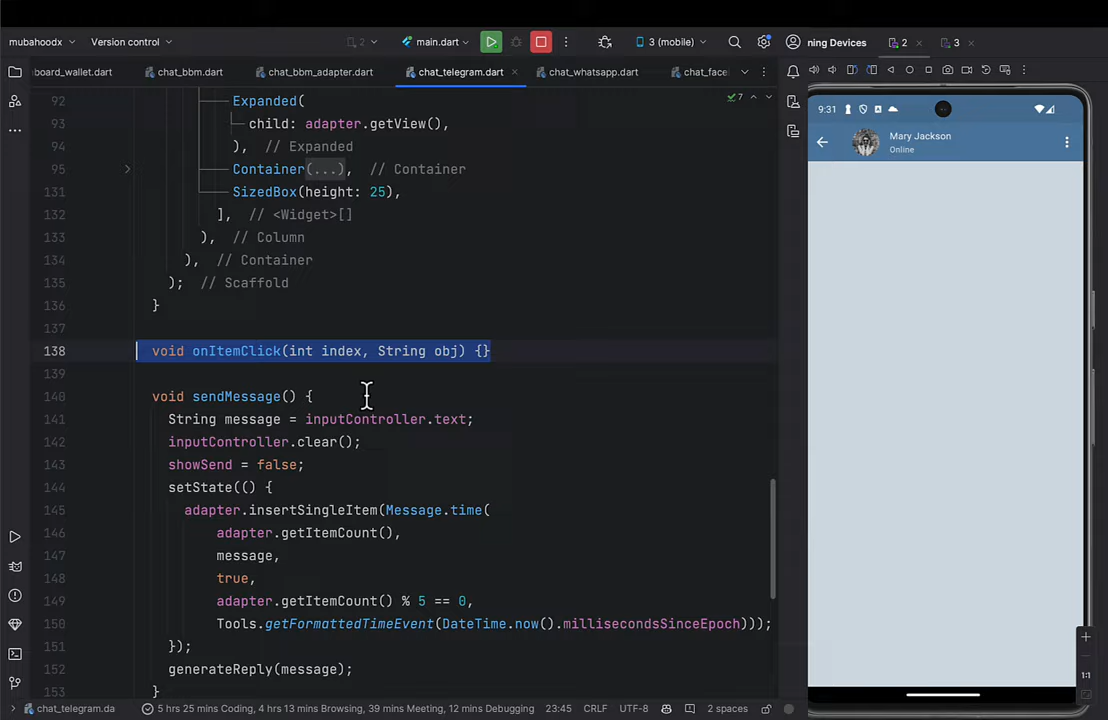 mubahoodx
Version control
2
main.dart
3 (mobile)
ning Devices
2
3
board_wallet.dart
chat_bbm.dart
chat_bbm_adapter.dart
chat_telegram.dart
chat_whatsapp.dart
chat_face
7
92 Expanded(
93 child: adapter.getView(),
94 ), // Expanded
95 Container(...), // Container
131 SizedBox(height: 25),
132 ], // <Widget>[]
133 ), // Column
134 ), // Container
135 ); // Scaffold
136 }
137
138 void onItemClick(int index, String obj) {}
139
140 void sendMessage() {
141 String message = inputController.text;
142 inputController.clear();
143 showSend = false;
144 setState(() {
145 adapter.insertSingleItem(Message.time(
146 adapter.getItemCount(),
147 message,
148 true,
149 adapter.getItemCount() % 5 == 0,
150 Tools.getFormattedTimeEvent(DateTime.now().millisecondsSinceEpoch)));
151 });
152 generateReply(message);
153 }
9:31
Mary Jackson
Online
1:1
chat_telegram.da
5 hrs 25 mins Coding, 4 hrs 13 mins Browsing, 39 mins Meeting, 12 mins Debugging
23:45
CRLF
UTF-8
2 spaces